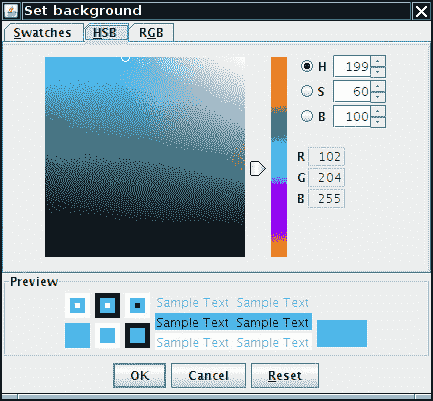 Set background
Swatches HSB RGB
H 199
S 60
B 100
R 102
G 204
B 255
Preview
Sample Text Sample Text
Sample Text Sample Text
Sample Text Sample Text
OK Cancel Reset